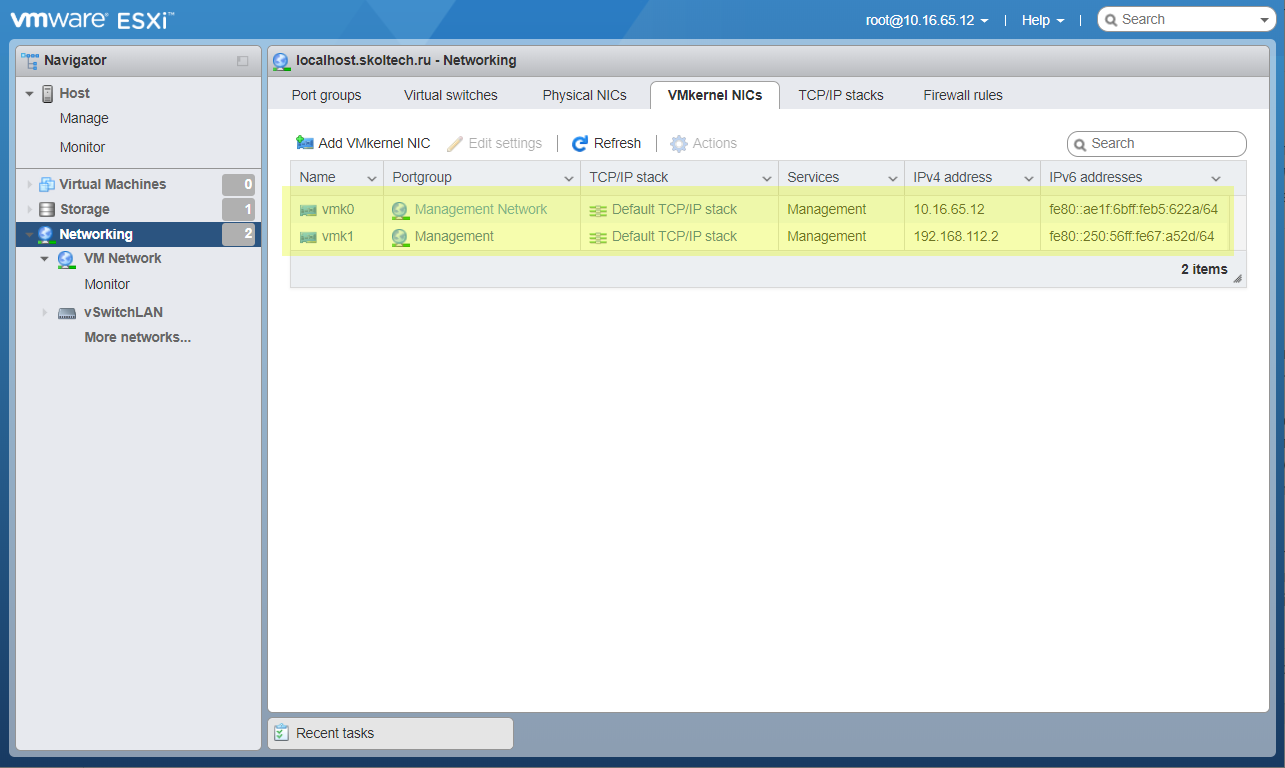 vmware ESXi™
root@10.16.65.12 | Help | Search
Navigator
Host
Manage
Monitor
Virtual Machines 0
Storage 1
Networking 2
VM Network
Monitor
vSwitchLAN
More networks...
localhost.skoltech.ru - Networking
Port groups Virtual switches Physical NICs VMkernel NICs TCP/IP stacks Firewall rules
Add VMkernel NIC Edit settings | Refresh | Actions Search
Name Portgroup TCP/IP stack Services IPv4 address IPv6 addresses
vmk0 Management Network Default TCP/IP stack Management 10.16.65.12 fe80::ae1f:6bff:feb5:622a/64
vmk1 Management Default TCP/IP stack Management 192.168.112.2 fe80::250:56ff:fe67:a52d/64
2 items
Recent tasks